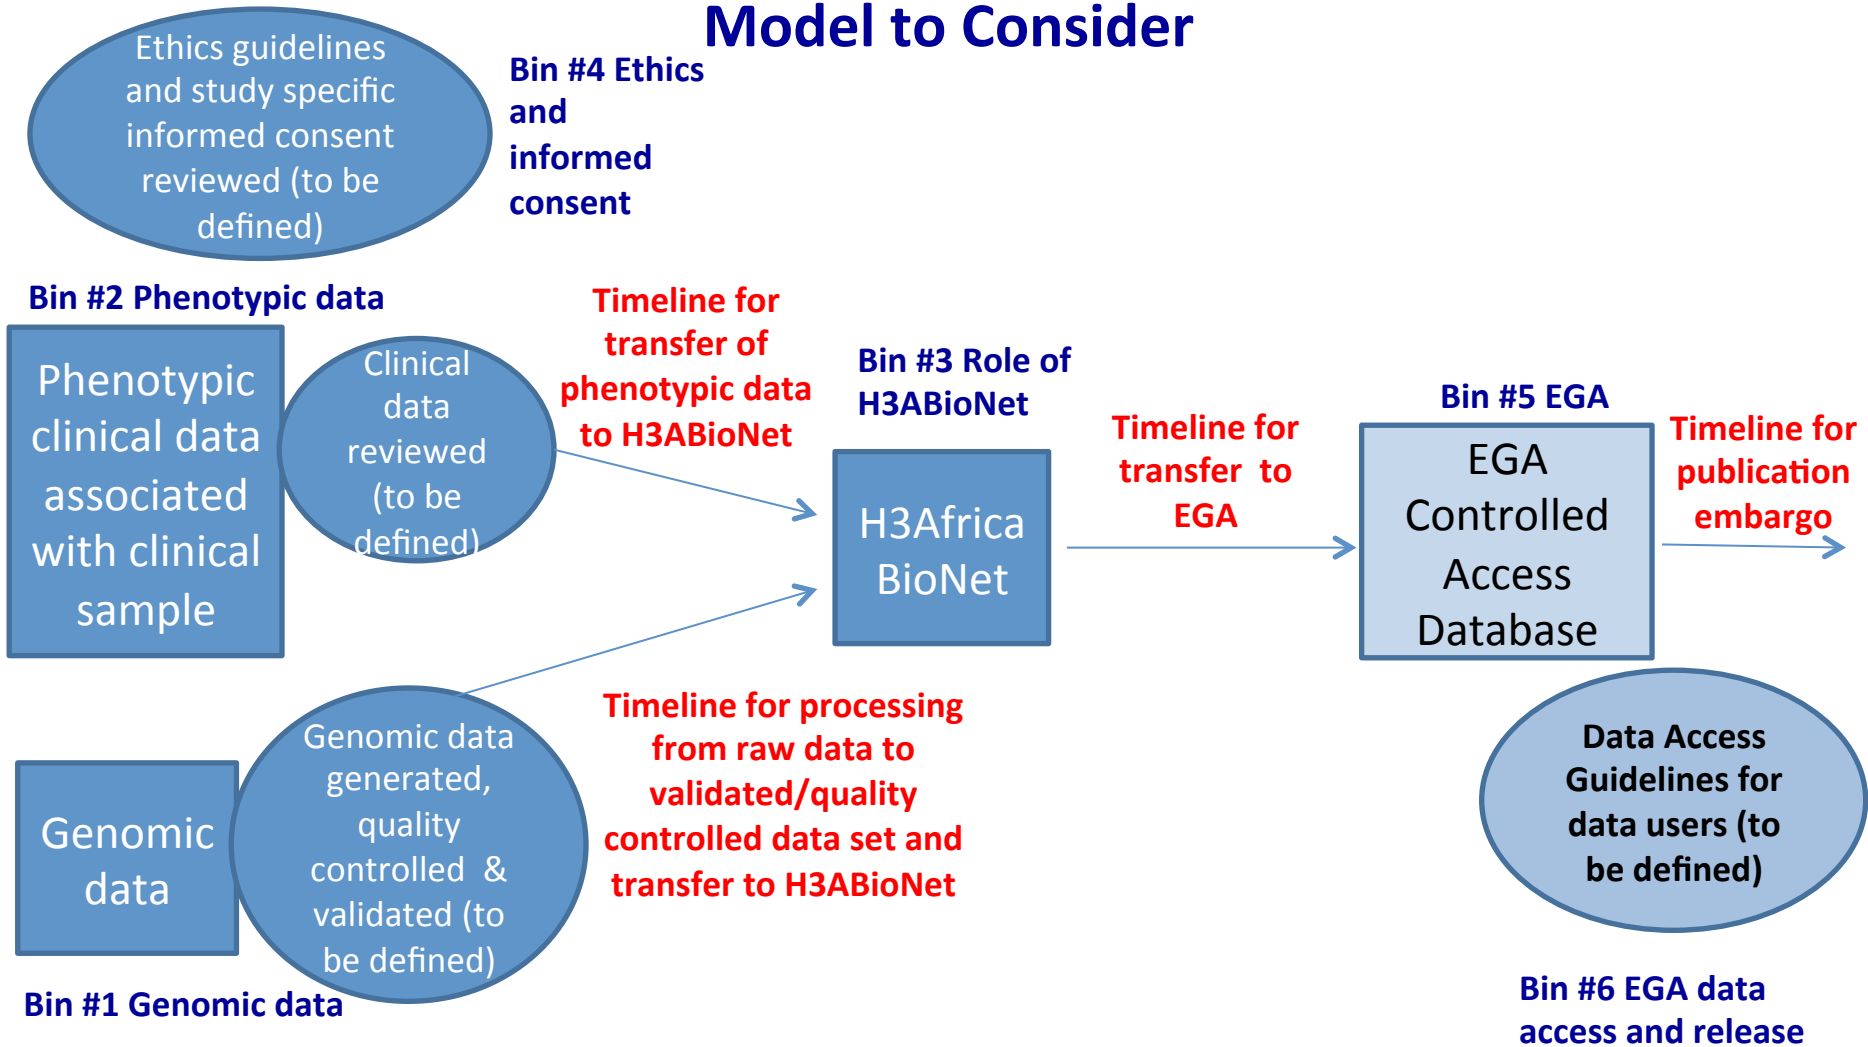 Model to Consider
Ethics guidelines
and study specific
informed consent
reviewed (to be
defined)
Bin #4 Ethics
and
informed
consent
Bin #2 Phenotypic data
Phenotypic
clinical data
associated
with clinical
sample
Clinical
data
reviewed
(to be
defined)
Timeline for
transfer of
phenotypic data
to H3ABioNet
Bin #3 Role of
H3ABioNet
H3Africa
BioNet
Timeline for
transfer to
EGA
Bin #5 EGA
EGA
Controlled
Access
Database
Timeline for
publication
embargo
Genomic
data
Genomic data
generated,
quality
controlled &
validated (to
be defined)
Bin #1 Genomic data
Timeline for processing
from raw data to
validated/quality
controlled data set and
transfer to H3ABioNet
Data Access
Guidelines for
data users (to
be defined)
Bin #6 EGA data
access and release